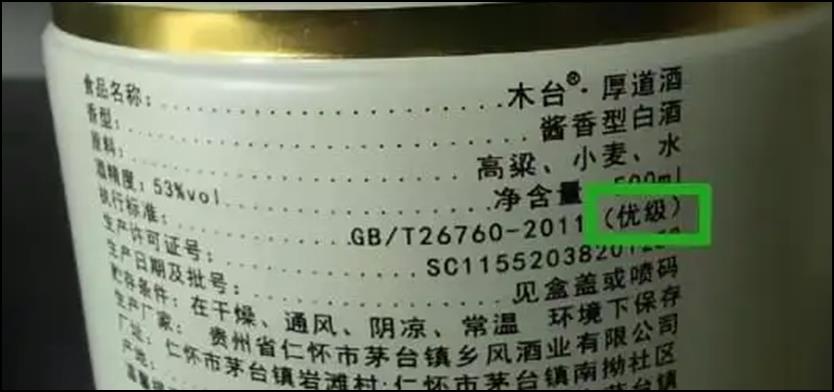 食品名称：....................木台®·厚道酒
香型：............................酱香型白酒
原料：........................高粱、小麦、水
酒精度：53%vol............净含量
执行标准：............GB/T26760-2011（优级）
生产许可证号：............
生产日期及批号：............见盒盖或喷码
贮存条件：在干燥、通风、阴凉、常温 环境下保存
生产厂家：贵州省仁怀市茅台镇乡风酒业有限公司
厂址：仁怀市茅台镇岩滩村；仁怀市茅台镇南坳社区
产地：